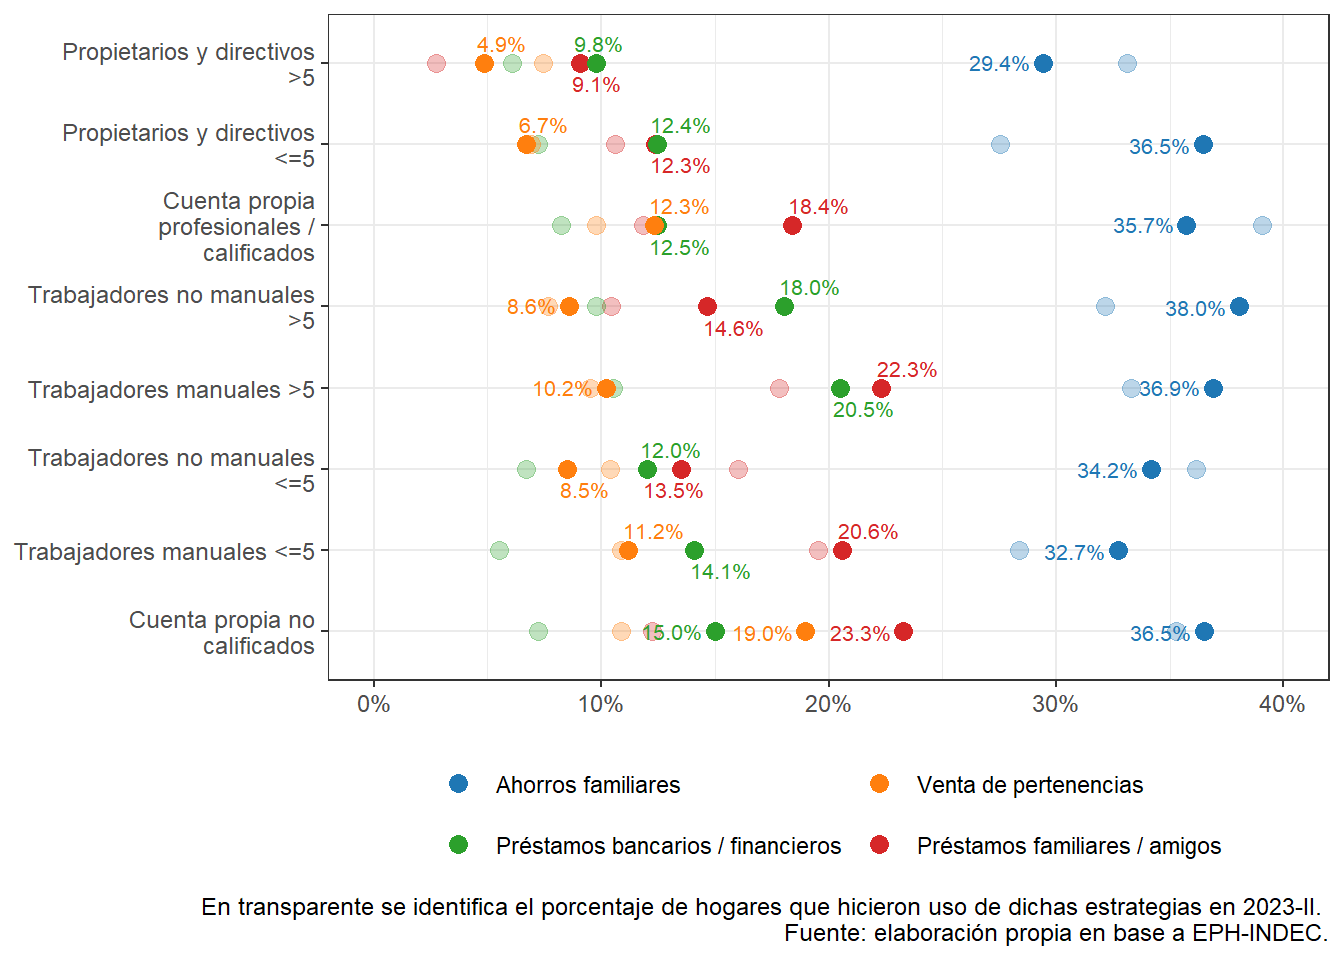 Propietarios y directivos
>5
4.9%
9.8%
9.1%
29.4%
Propietarios y directivos
<=5
6.7%
12.4%
12.3%
36.5%
Cuenta propia
profesionales /
calificados
12.3%
12.5%
18.4%
35.7%
Trabajadores no manuales
>5
8.6%
14.6%
18.0%
38.0%
Trabajadores manuales >5
10.2%
20.5%
22.3%
36.9%
Trabajadores no manuales
<=5
8.5%
12.0%
13.5%
34.2%
Trabajadores manuales <=5
11.2%
14.1%
20.6%
32.7%
Cuenta propia no
calificados
15.0%
19.0%
23.3%
36.5%
0%
10%
20%
30%
40%
Ahorros familiares
Venta de pertenencias
Préstamos bancarios / financieros
Préstamos familiares / amigos
En transparente se identifica el porcentaje de hogares que hicieron uso de dichas estrategias en 2023-II.
Fuente: elaboración propia en base a EPH-INDEC.